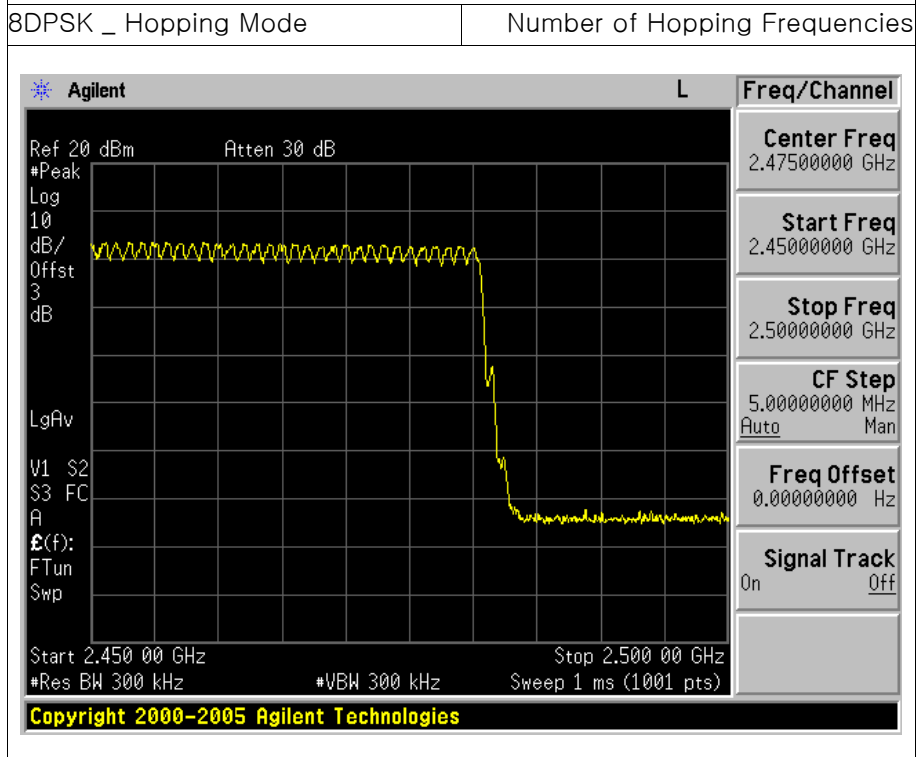 8DPSK _ Hopping Mode
Number of Hopping Frequencies
Agilent
L
Freq/Channel
Ref 20 dBm
Atten 30 dB
#Peak
Log
10
dB/
Offst
3
dB
LgAv
V1 S2
S3 FC
A
£(f):
FTun
Swp
Start 2.450 00 GHz
Stop 2.500 00 GHz
#Res BW 300 kHz
#VBW 300 kHz
Sweep 1 ms (1001 pts)
Center Freq
2.47500000 GHz
Start Freq
2.45000000 GHz
Stop Freq
2.50000000 GHz
CF Step
5.00000000 MHz
Auto Man
Freq Offset
0.00000000 Hz
Signal Track
On Off
Copyright 2000-2005 Agilent Technologies